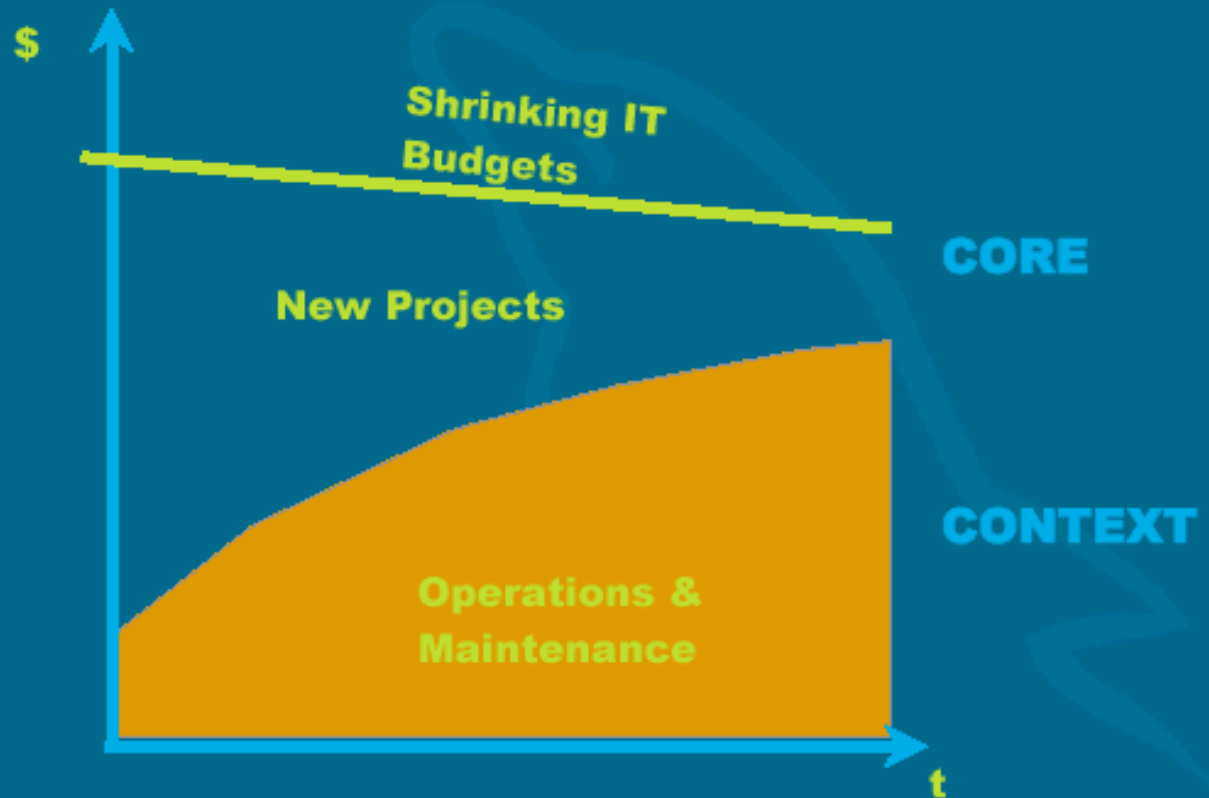 $
Shrinking IT
Budgets
CORE
New Projects
CONTEXT
Operations &
Maintenance
t